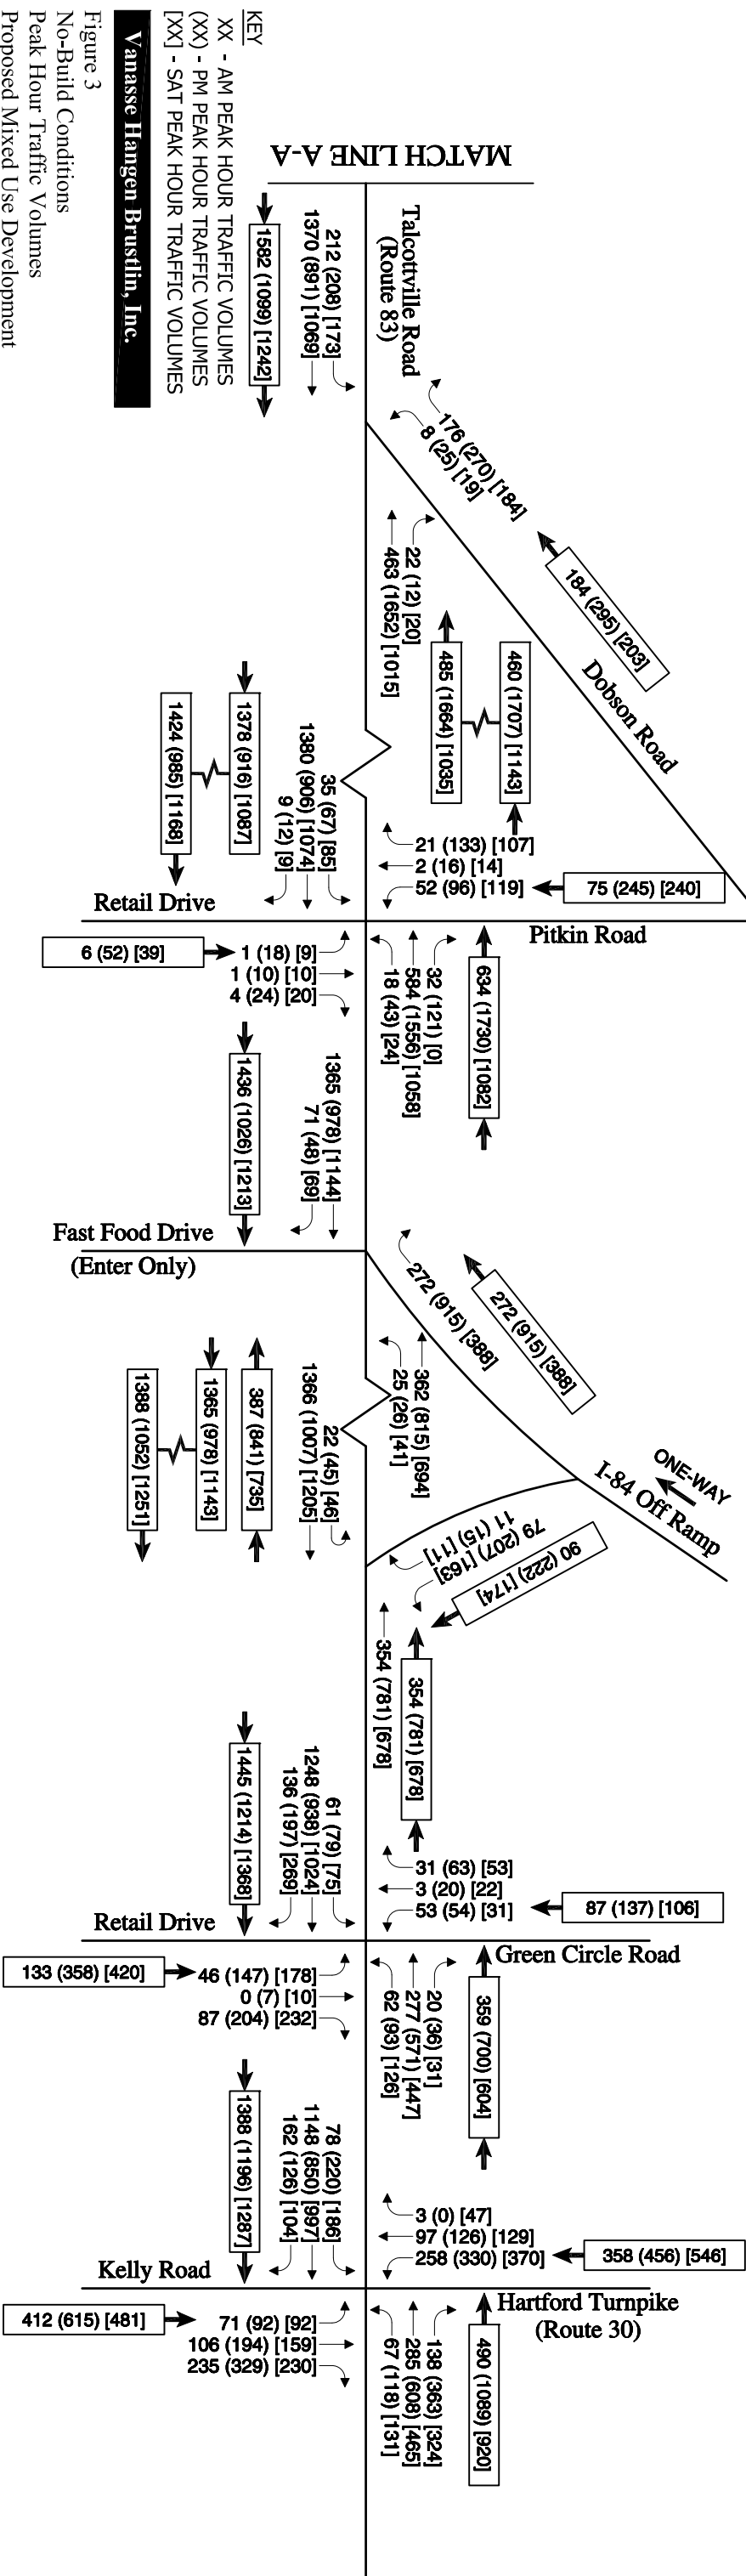 MATCH LINE A-A
Talcottville Road
(Route 83)
212 (208) [173]
1370 (891) [1069]
1582 (1099) [1242]
KEY
XX - AM PEAK HOUR TRAFFIC VOLUMES
(XX) - PM PEAK HOUR TRAFFIC VOLUMES
[XX] - SAT PEAK HOUR TRAFFIC VOLUMES
Vanasse Hangen Brustlin, Inc.
Figure 3
No-Build Conditions
Peak Hour Traffic Volumes
Proposed Mixed Use Development
176 (270) [184]
8 (25) [19]
184 (295) [203]
Dobson Road
22 (12) [20]
463 (1652) [1015]
485 (1664) [1035]
460 (1707) [1143]
1378 (916) [1087]
1424 (985) [1168]
35 (67) [85]
1380 (906) [1074]
9 (12) [9]
21 (133) [107]
2 (16) [14]
52 (96) [119]
75 (245) [240]
Retail Drive
Pitkin Road
6 (52) [39]
1 (18) [9]
1 (10) [10]
4 (24) [20]
32 (121) [0]
584 (1556) [1058]
18 (43) [24]
634 (1730) [1082]
1436 (1026) [1213]
1365 (978) [1144]
71 (48) [69]
Fast Food Drive
(Enter Only)
272 (915) [388]
272 (915) [388]
ONE-WAY
I-84 Off Ramp
362 (815) [694]
25 (26) [41]
22 (45) [46]
1366 (1007) [1205]
387 (841) [735]
1365 (978) [1149]
1388 (1052) [1251]
79 (207) [163]
11 (15) [11]
90 (222) [174]
354 (781) [678]
354 (781) [678]
1445 (1214) [1368]
61 (79) [75]
1248 (938) [1024]
136 (197) [269]
31 (63) [53]
3 (20) [22]
53 (54) [31]
87 (137) [106]
Retail Drive
Green Circle Road
133 (358) [420]
46 (147) [178]
0 (7) [10]
87 (204) [232]
20 (36) [31]
277 (571) [447]
62 (93) [126]
359 (700) [604]
1388 (1196) [1287]
78 (220) [186]
1148 (850) [997]
162 (126) [104]
3 (0) [47]
97 (126) [129]
258 (330) [370]
358 (456) [546]
Kelly Road
Hartford Turnpike
(Route 30)
412 (615) [481]
71 (92) [92]
106 (194) [159]
235 (329) [230]
138 (363) [324]
285 (608) [465]
67 (118) [131]
490 (1089) [920]